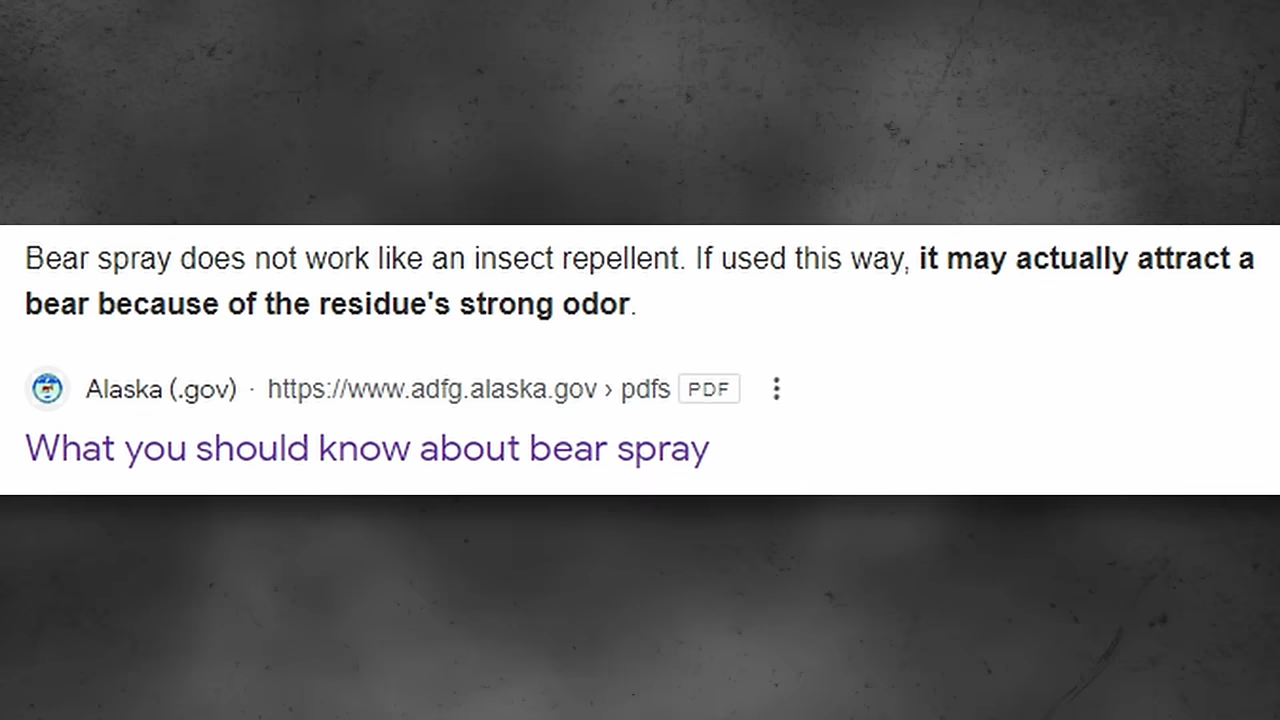 Bear spray does not work like an insect repellent. If used this way, it may actually attract a
bear because of the residue's strong odor.
Alaska (.gov) · https://www.adfg.alaska.gov › pdfs PDF
What you should know about bear spray